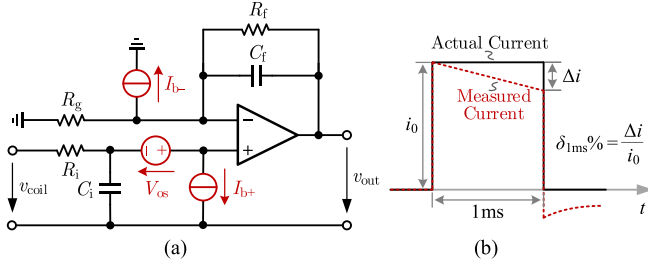 R_f
C_f
I_b−
R_g
−
+
R_i
C_i
V_os
I_b+
v_coil
v_out
(a)
Actual Current
Measured
Current
i_0
Δi
δ_1ms%=Δi/i_0
1ms
t
(b)